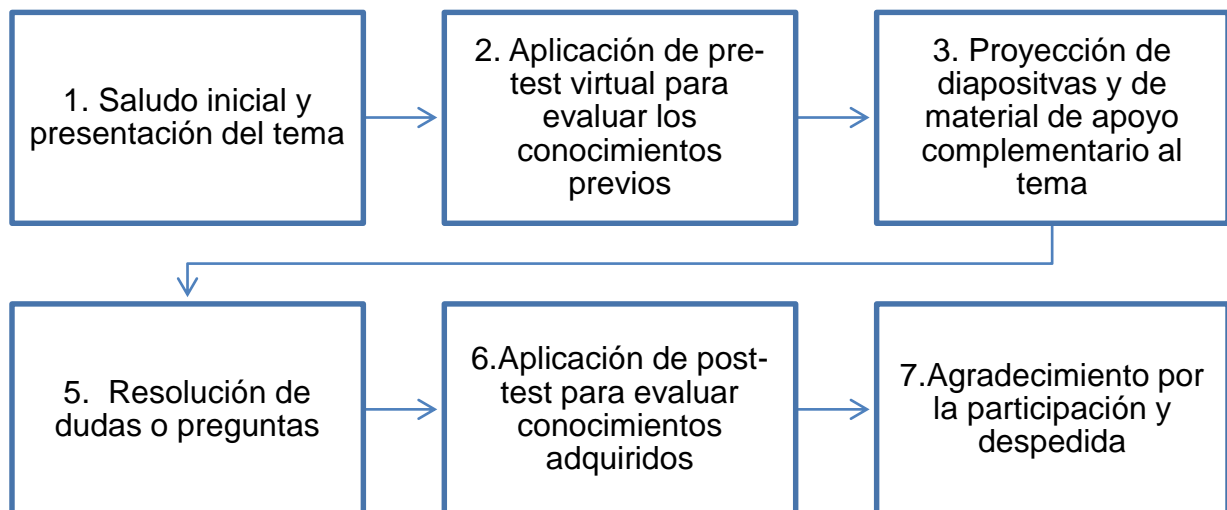 1. Saludo inicial y
presentación del tema
2. Aplicación de pre-
test virtual para
evaluar los
conocimientos
previos
3. Proyección de
diapositvas y de
material de apoyo
complementario al
tema
5.  Resolución de
dudas o preguntas
6.Aplicación de post-
test para evaluar
conocimientos
adquiridos
7.Agradecimiento por
la participación y
despedida